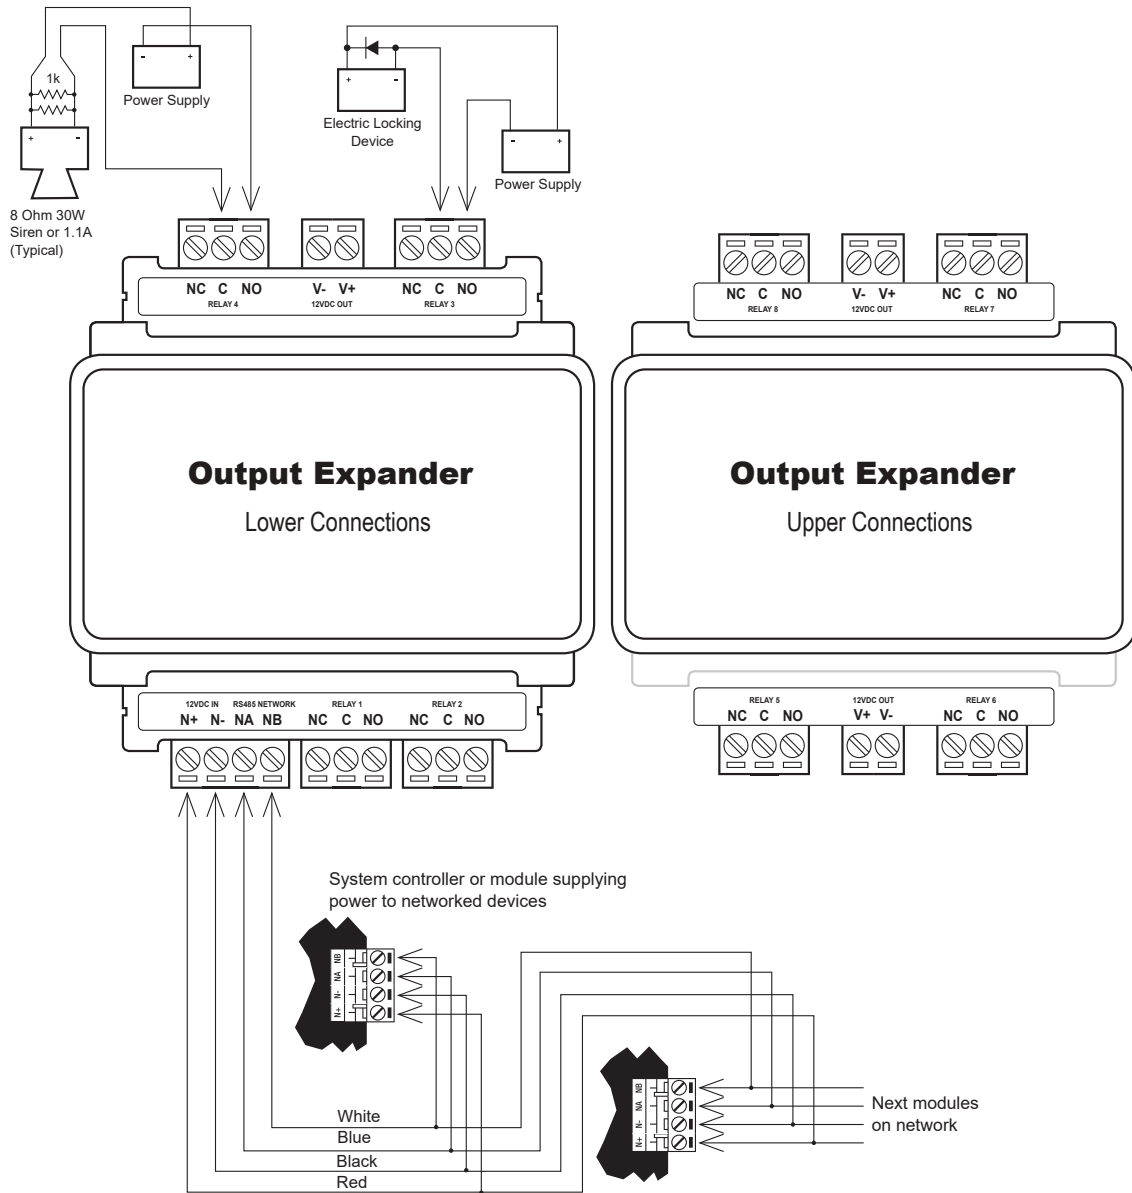 1k
- +
Power Supply
+ -
8 Ohm 30W
Siren or 1.1A
(Typical)
+ -
Electric Locking
Device
- +
Power Supply
NC C NO
RELAY 4
V- V+
12VDC OUT
NC C NO
RELAY 3
NC C NO
RELAY 8
V- V+
12VDC OUT
NC C NO
RELAY 7
Output Expander
Lower Connections
Output Expander
Upper Connections
12VDC IN RS485 NETWORK
N+ N- NA NB
RELAY 1
NC C NO
RELAY 2
NC C NO
RELAY 5
NC C NO
12VDC OUT
V+ V-
RELAY 6
NC C NO
System controller or module supplying
power to networked devices
NB
NA
N-
N+
NB
NA
N-
N+
Next modules
on network
White
Blue
Black
Red